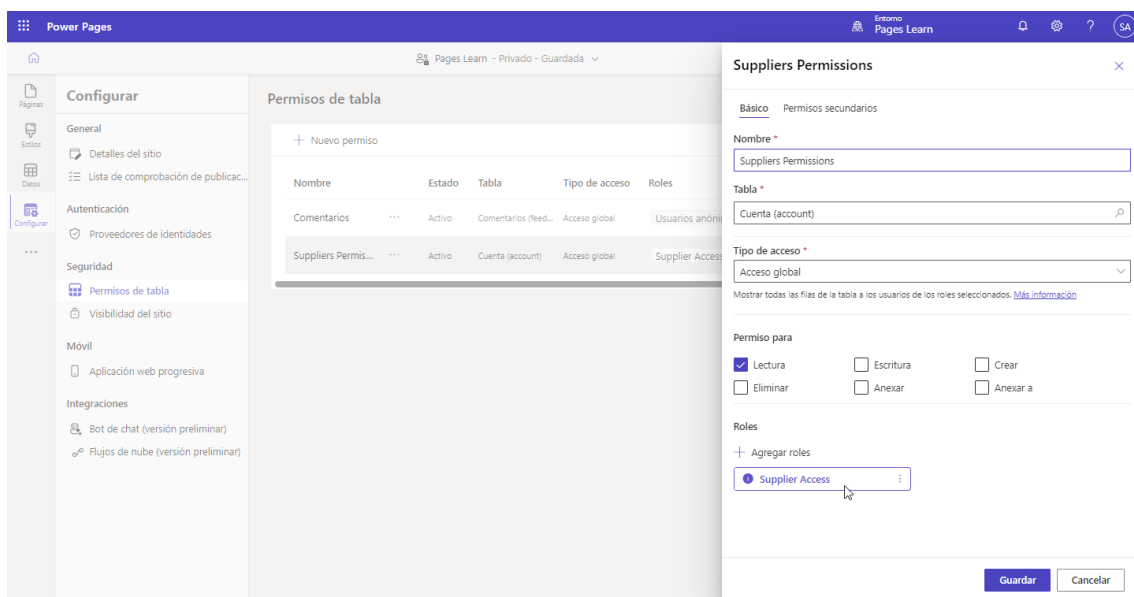 Power Pages
Entorno
Pages Learn
?
SA
Pages Learn - Privado - Guardada
Páginas
Estilos
Datos
Configurar
Configurar
General
Detalles del sitio
Lista de comprobación de publicac...
Autenticación
Proveedores de identidades
Seguridad
Permisos de tabla
Visibilidad del sitio
Móvil
Aplicación web progresiva
Integraciones
Bot de chat (versión preliminar)
Flujos de nube (versión preliminar)
Permisos de tabla
Nuevo permiso
Nombre Estado Tabla Tipo de acceso Roles
Comentarios ··· Activo Comentarios (feed... Acceso global Usuarios anóni
Suppliers Permis... ··· Activo Cuenta (account) Acceso global Supplier Access
Suppliers Permissions
Básico Permisos secundarios
Nombre *
Suppliers Permissions
Tabla *
Cuenta (account)
Tipo de acceso *
Acceso global
Mostrar todas las filas de la tabla a los usuarios de los roles seleccionados. Más información
Permiso para
Lectura Escritura Crear
Eliminar Anexar Anexar a
Roles
Agregar roles
Supplier Access
Guardar Cancelar